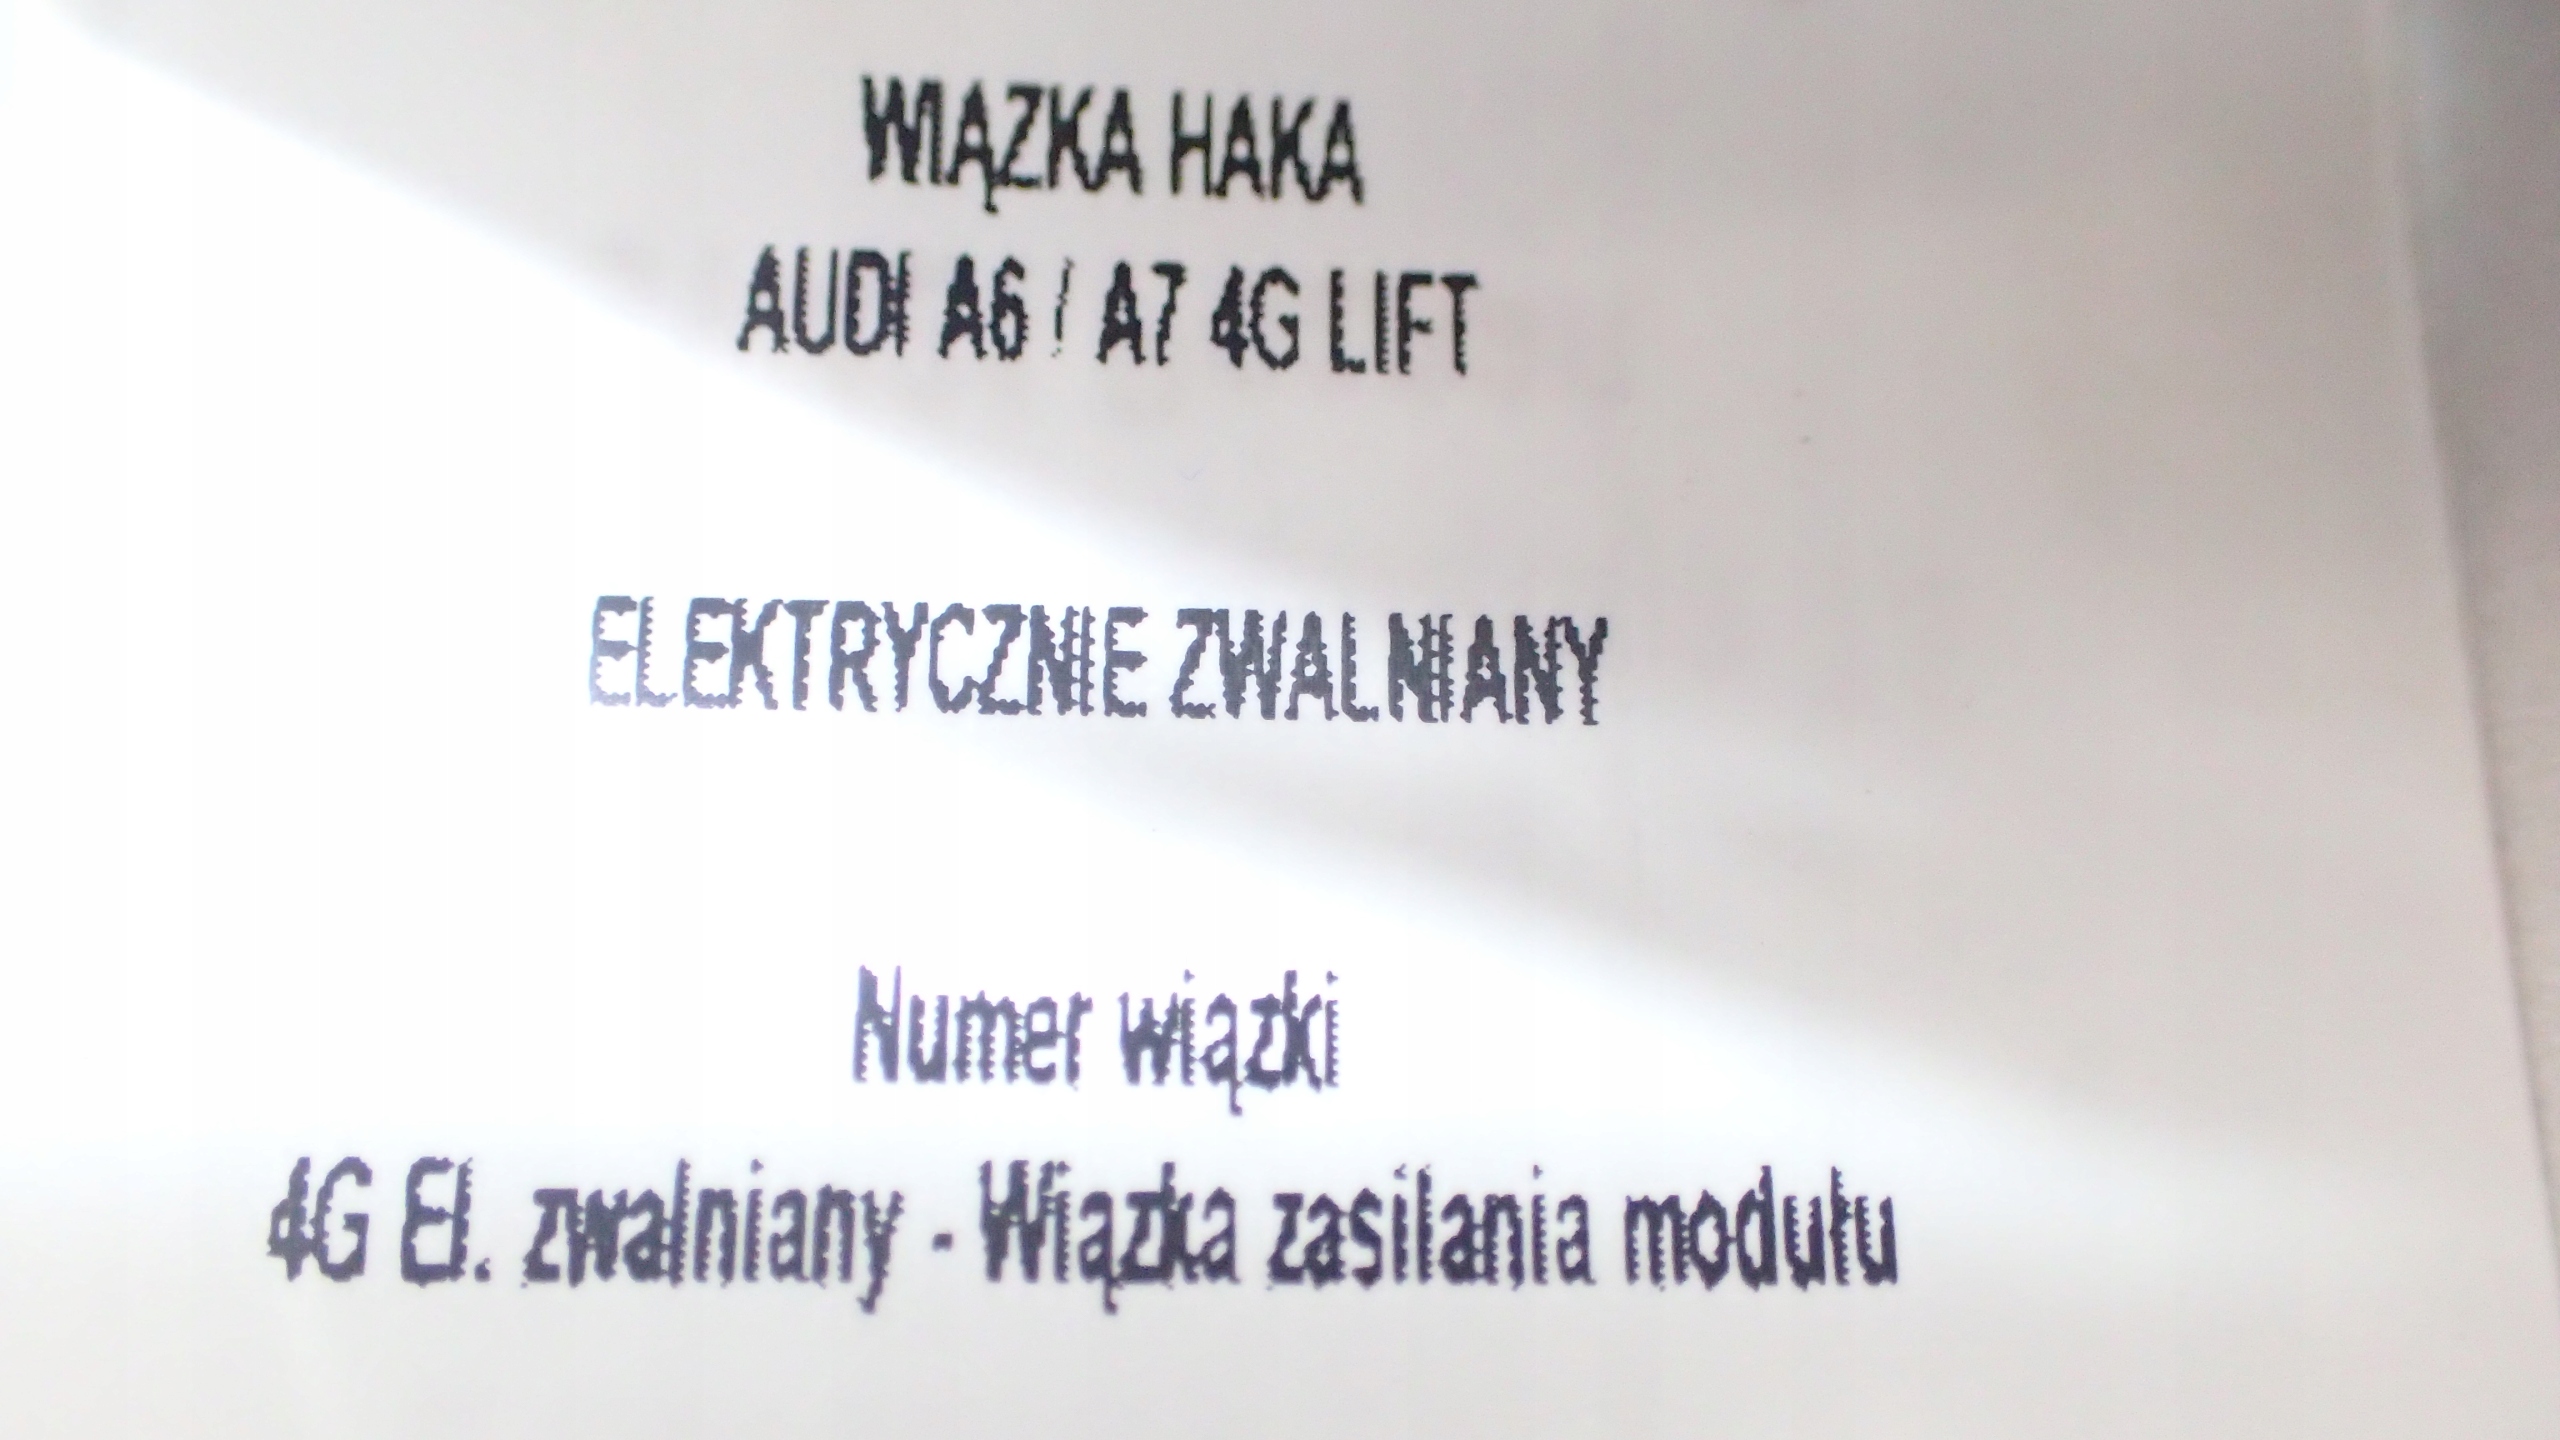 WIĄZKA HAKA
AUDI A6 / A7 4G LIFT
ELEKTRYCZNIE ZWALNIANY
Numer wiązki
4G El. zwalniany - Wiązka zasilania modułu